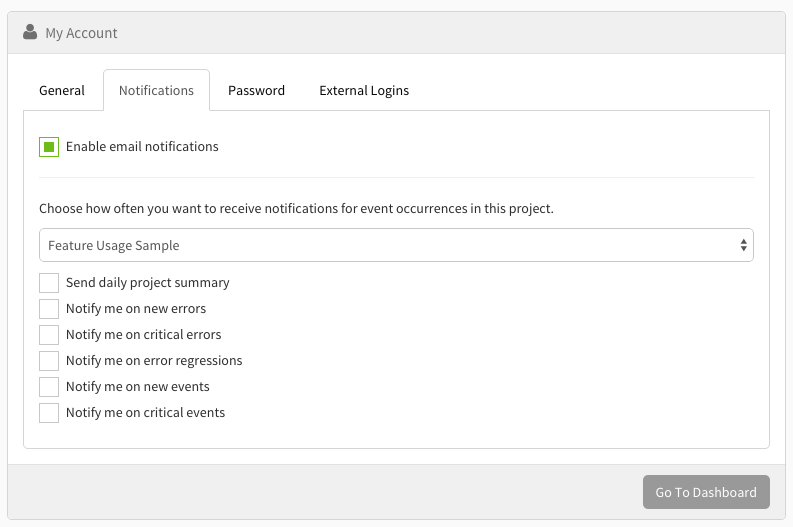 My Account
General Notifications Password External Logins
Enable email notifications
Choose how often you want to receive notifications for event occurrences in this project.
Feature Usage Sample
Send daily project summary
Notify me on new errors
Notify me on critical errors
Notify me on error regressions
Notify me on new events
Notify me on critical events
Go To Dashboard